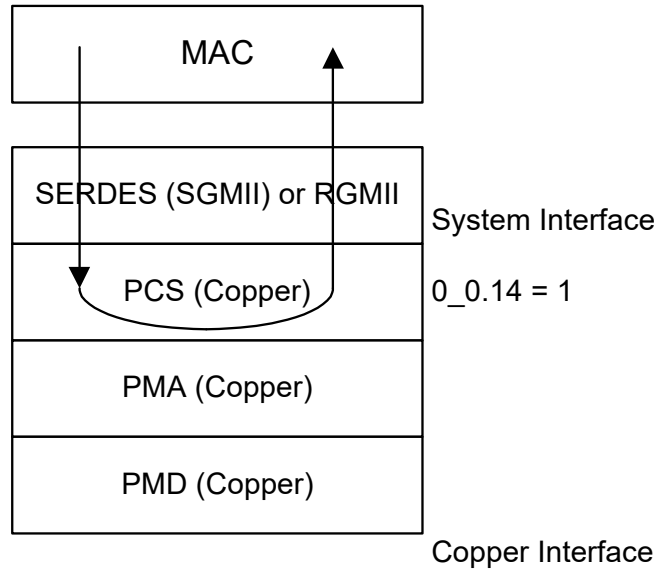 MAC
SERDES (SGMII) or RGMII
System Interface
PCS (Copper)
0_0.14 = 1
PMA (Copper)
PMD (Copper)
Copper Interface